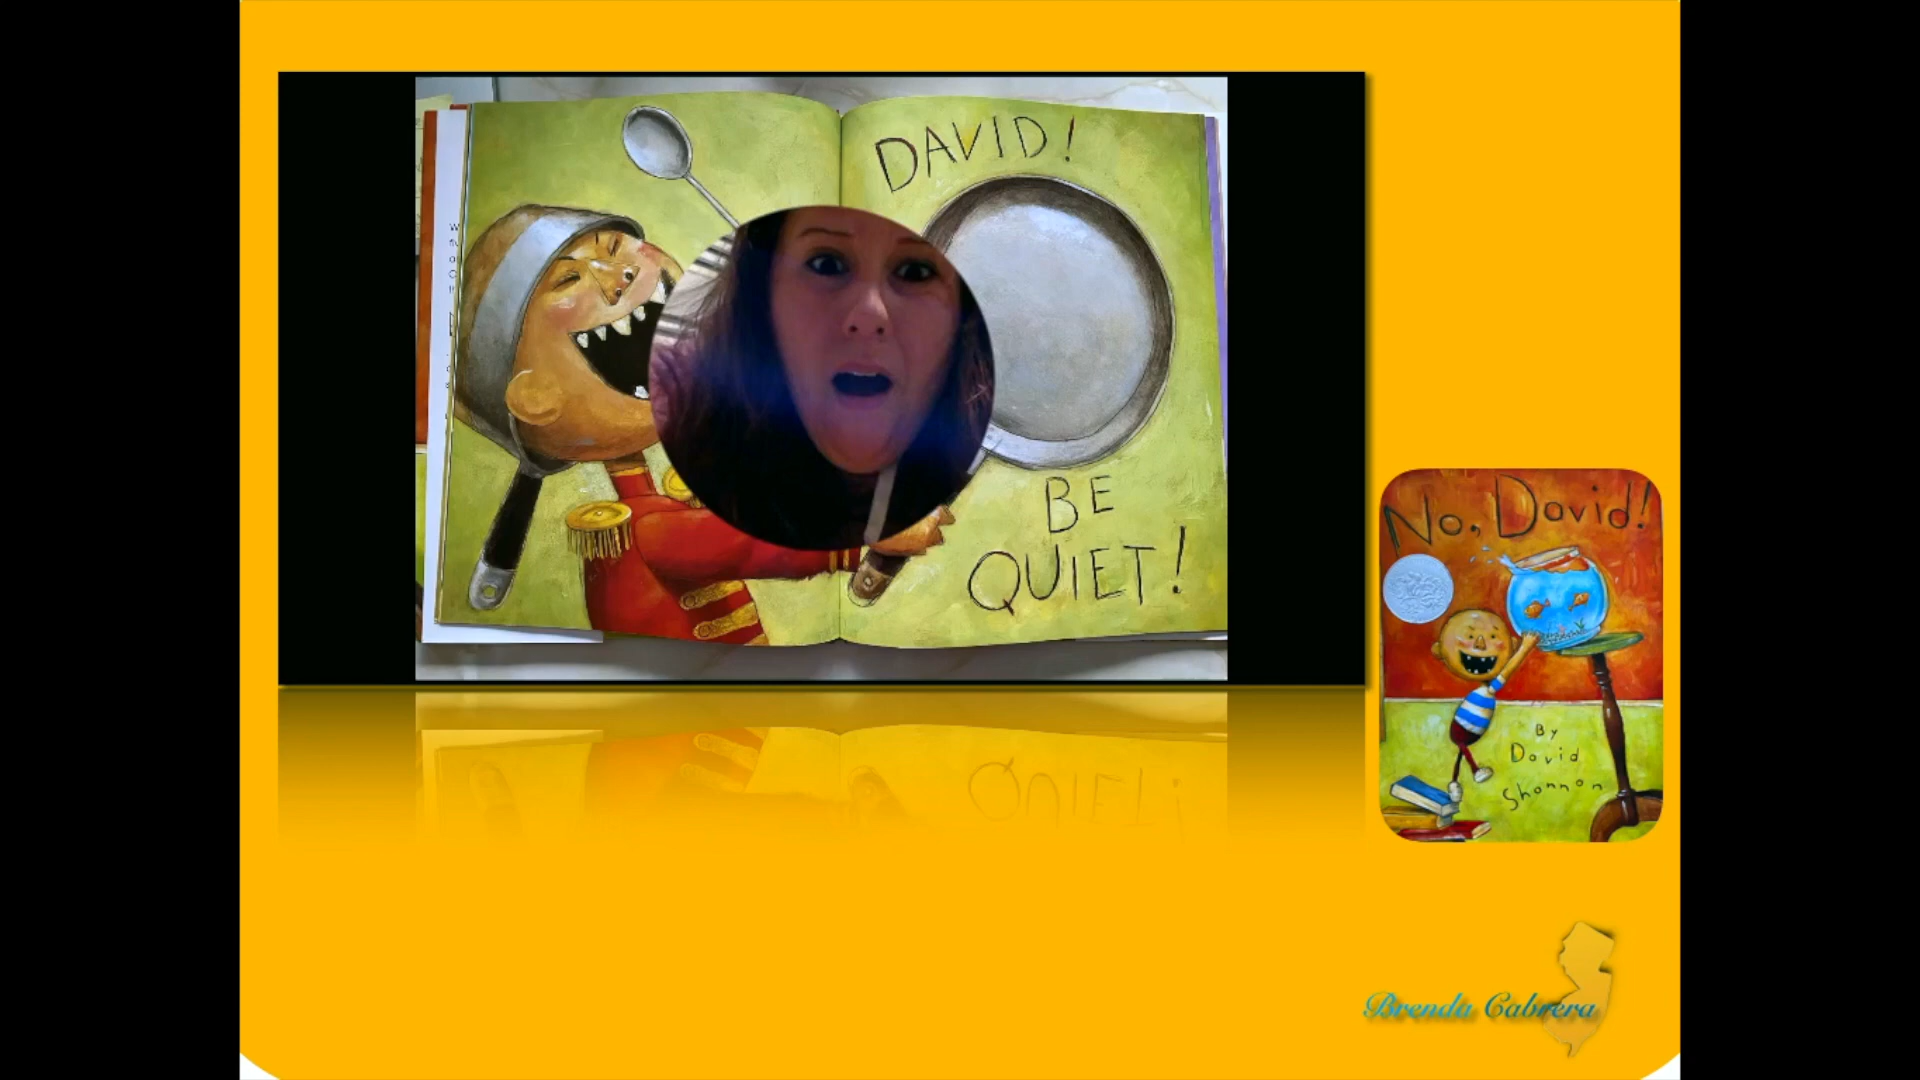 DAVID!
BE
QUIET!
No, David!
By
David
Shannon
Brenda Cabrera